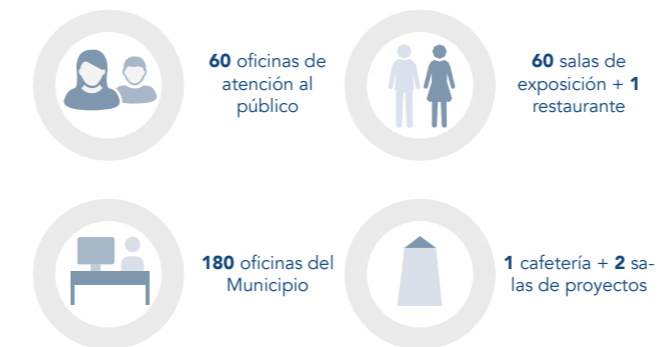 60 oficinas de
atención al
público
60 salas de
exposición + 1
restaurante
180 oficinas del
Municipio
1 cafetería + 2 sa-
las de proyectos